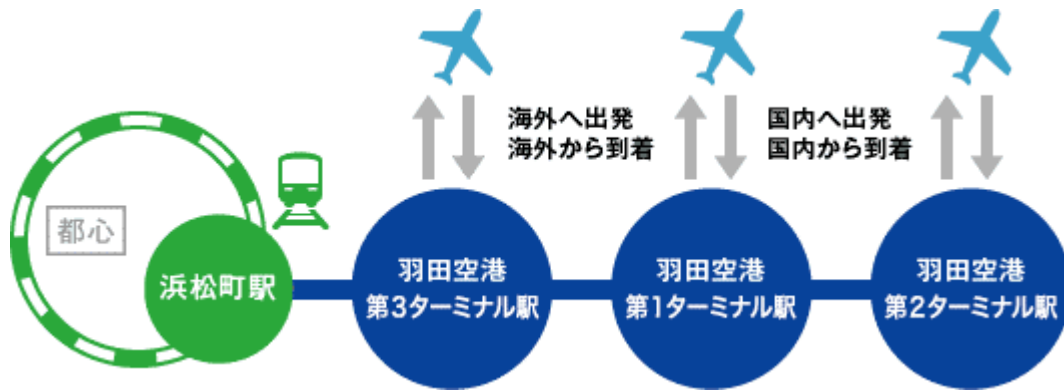 海外へ出発
海外から到着
国内へ出発
国内から到着
都心
浜松町駅
羽田空港
第3ターミナル駅
羽田空港
第1ターミナル駅
羽田空港
第2ターミナル駅